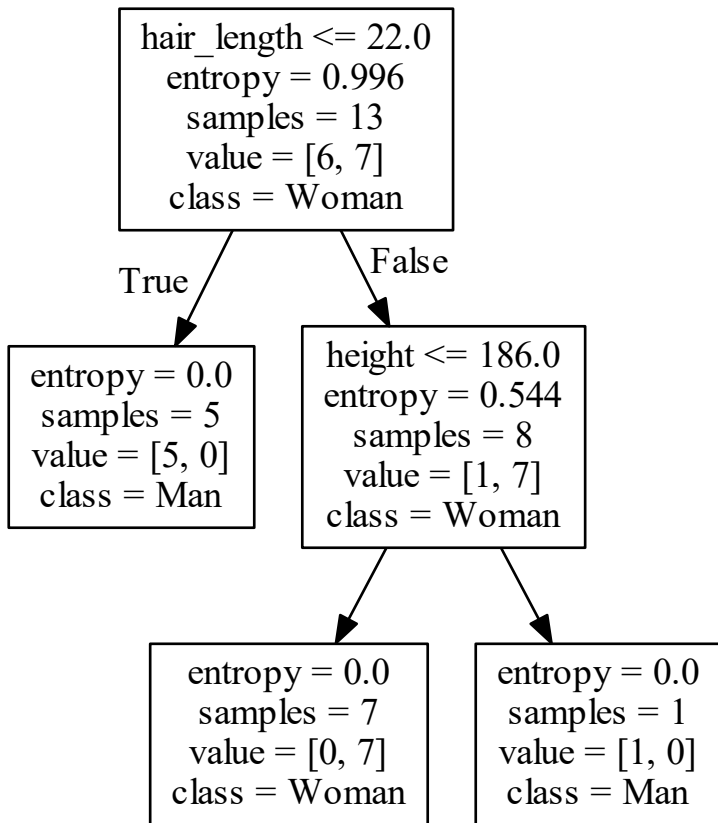 hair_length <= 22.0
entropy = 0.996
samples = 13
value = [6, 7]
class = Woman
True
False
entropy = 0.0
samples = 5
value = [5, 0]
class = Man
height <= 186.0
entropy = 0.544
samples = 8
value = [1, 7]
class = Woman
entropy = 0.0
samples = 7
value = [0, 7]
class = Woman
entropy = 0.0
samples = 1
value = [1, 0]
class = Man